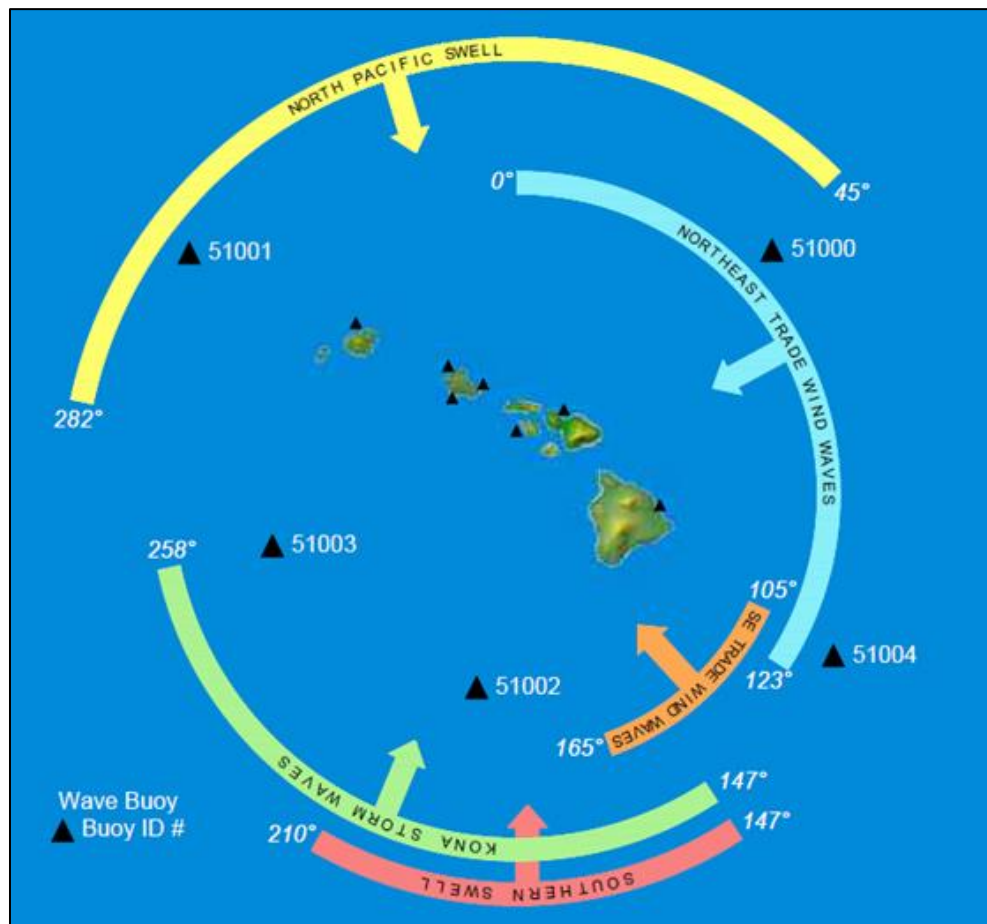 NORTH PACIFIC SWELL
0°
45°
NORTHEAST TRADE WIND WAVES
51001
51000
282°
258°
51003
105°
SE TRADE WIND WAVES
51004
123°
51002
165°
147°
KONA STORM WAVES
Wave Buoy
Buoy ID #
210°
147°
SOUTHERN SWELL